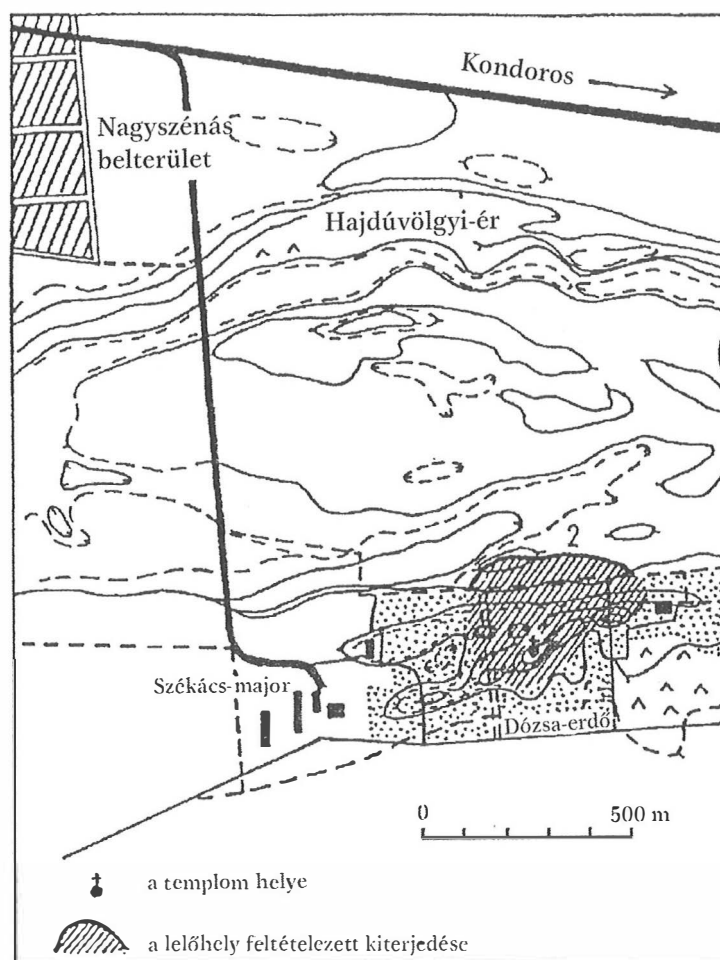 Kondoros
Nagyszénás
belterület
Hajdúvölgyi-ér
2
Székács-major
Dózsa-erdő
0 500 m
a templom helye
a lelőhely feltételezett kiterjedése